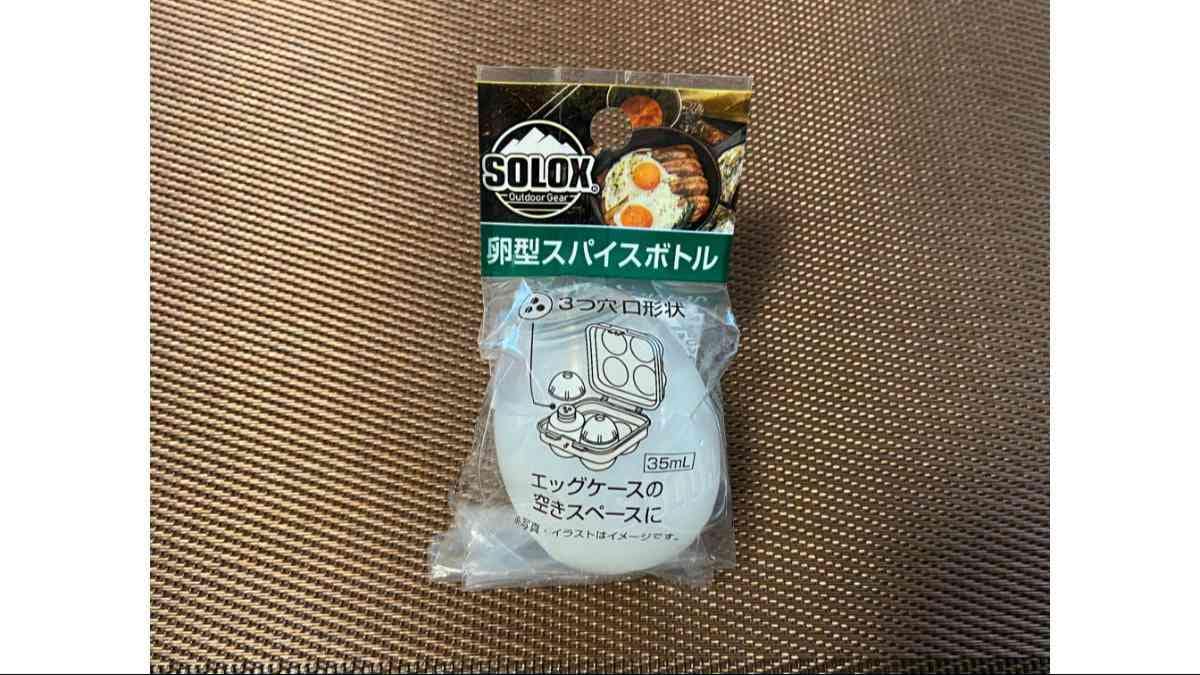 SOLOX®
Outdoor Gear
卵型スパイスボトル
3つ穴口形状
35mL
エッグケースの
空きスペースに
※写真・イラストはイメージです。